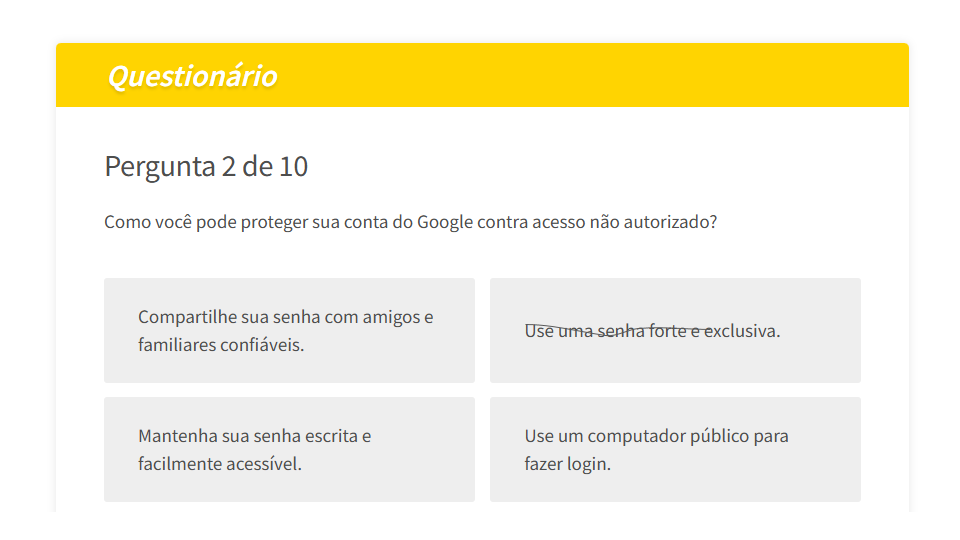 Questionário
Pergunta 2 de 10
Como você pode proteger sua conta do Google contra acesso não autorizado?
Compartilhe sua senha com amigos e
familiares confiáveis.
Use uma senha forte e exclusiva.
Mantenha sua senha escrita e
facilmente acessível.
Use um computador público para
fazer login.